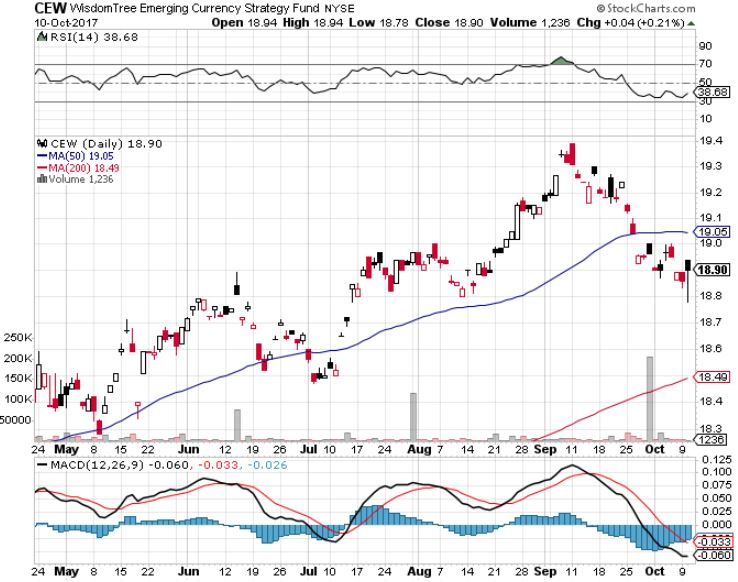 CEW WisdomTree Emerging Currency Strategy Fund NYSE
© StockCharts.com
10-Oct-2017 Open 18.94 High 18.94 Low 18.78 Close 18.90 Volume 1,236 Chg +0.04 (+0.21%)
RSI(14) 38.68
90
70
50
38.68
30
10
CEW (Daily) 18.90
MA(50) 19.05
MA(200) 18.49
Volume 1,236
19.4
19.3
19.2
19.1
19.05
19.0
18.90
18.8
18.7
18.6
18.49
18.4
18.3
1236
250K
200K
150K
100K
50000
24 May 8 15 22 Jun 12 19 26 Jul 10 17 24 Aug 7 14 21 28 Sep 11 18 25 Oct 9
MACD(12,26,9) -0.060, -0.033, -0.026
0.125
0.100
0.075
0.050
0.025
0.000
-0.033
-0.060
24 May 8 15 22 Jun 12 19 26 Jul 10 17 24 Aug 7 14 21 28 Sep 11 18 25 Oct 9